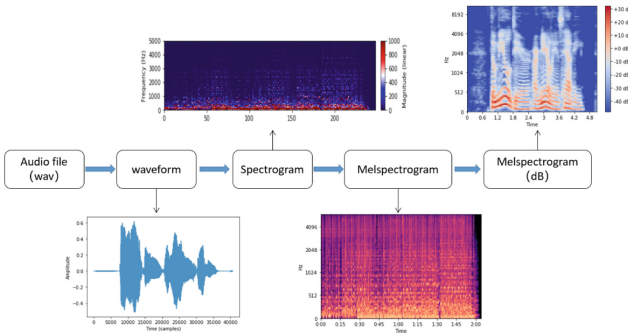 5000
4000
3000
2000
1000
0
Frequency (Hz)
0
50
100
150
200
1000
800
600
400
200
0
Magnitude (linear)
8192
4096
2048
1024
512
0
Hz
0
0.6
1.2
1.8
2.4
3
3.6
4.2
4.8
Time
+30 d
+20 d
+10 d
+0 dB
-10 dB
-20 dB
-30 dB
-40 dB
Audio file
(wav)
waveform
Spectrogram
Melspectrogram
Melspectrogram
(dB)
0.6
0.4
0.2
0.0
-0.2
-0.4
Amplitude
0
5000
10000
15000
20000
25000
30000
35000
40000
Time (samples)
4096
2048
1024
512
0
Hz
0:00
0:15
0:30
0:45
1:00
1:15
1:30
1:45
2:00
Time